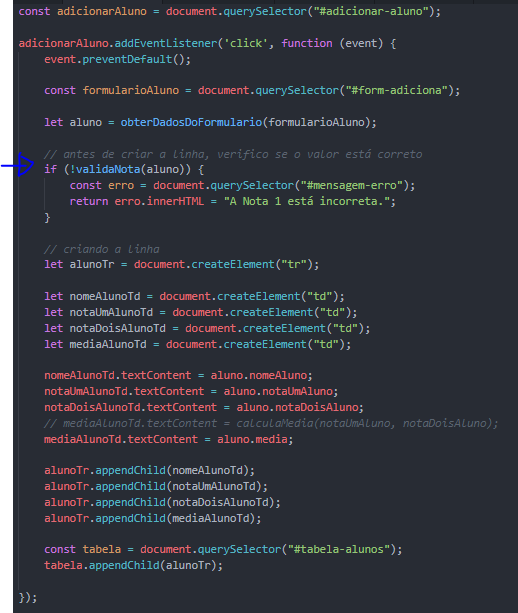 const adicionarAluno = document.querySelector("#adicionar-aluno");
adicionarAluno.addEventListener('click', function (event) {
event.preventDefault();
const formularioAluno = document.querySelector("#form-adiciona");
let aluno = obterDadosDoFormulario(formularioAluno);
// antes de criar a linha, verifico se o valor está correto
if (!validaNota(aluno)) {
const erro = document.querySelector("#mensagem-erro");
return erro.innerHTML = "A Nota 1 está incorreta.";
}
// criando a linha
let alunoTr = document.createElement("tr");
let nomeAlunoTd = document.createElement("td");
let notaUmAlunoTd = document.createElement("td");
let notaDoisAlunoTd = document.createElement("td");
let mediaAlunoTd = document.createElement("td");
nomeAlunoTd.textContent = aluno.nomeAluno;
notaUmAlunoTd.textContent = aluno.notaUmAluno;
notaDoisAlunoTd.textContent = aluno.notaDoisAluno;
// mediaAlunoTd.textContent = calculaMedia(notaUmAluno, notaDoisAluno);
mediaAlunoTd.textContent = aluno.media;
alunoTr.appendChild(nomeAlunoTd);
alunoTr.appendChild(notaUmAlunoTd);
alunoTr.appendChild(notaDoisAlunoTd);
alunoTr.appendChild(mediaAlunoTd);
const tabela = document.querySelector("#tabela-alunos");
tabela.appendChild(alunoTr);
});